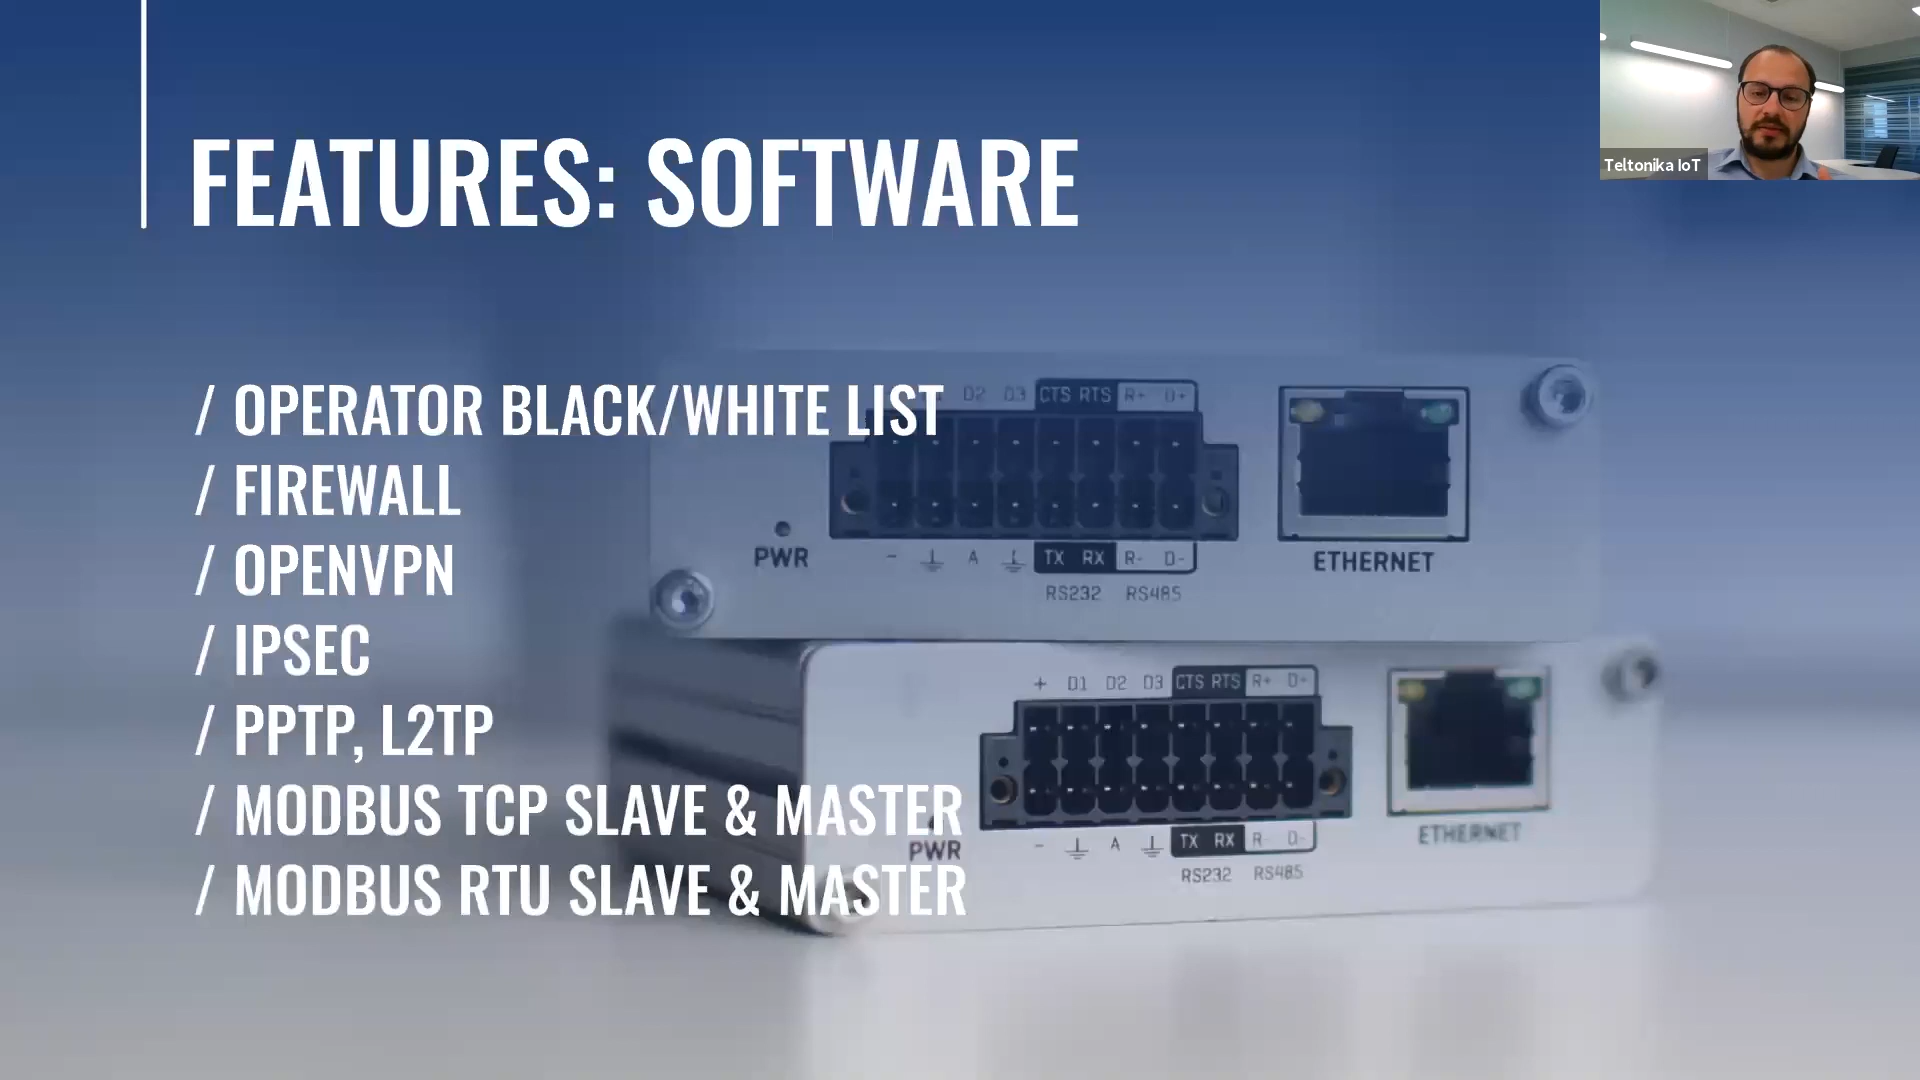 FEATURES: SOFTWARE
Teltonika IoT
/ OPERATOR BLACK/WHITE LIST
/ FIREWALL
/ OPENVPN
/ IPSEC
/ PPTP, L2TP
/ MODBUS TCP SLAVE & MASTER
/ MODBUS RTU SLAVE & MASTER
D2 D3 CTS RTS R+ D+
PWR
- A TX RX R- D-
RS232 RS485
ETHERNET
+ D1 D2 D3 CTS RTS R+ D+
PWR
- A TX RX R- D-
RS232 RS485
ETHERNET